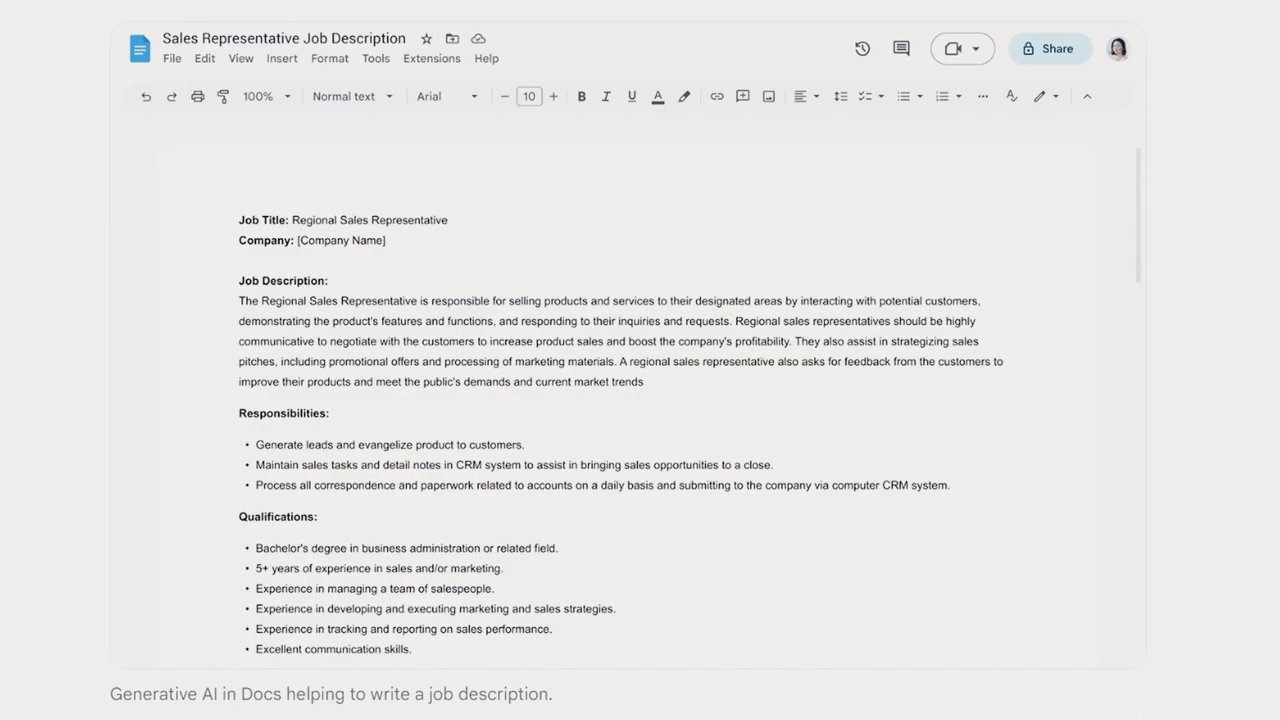 Sales Representative Job Description
File Edit View Insert Format Tools Extensions Help
Share
100% Normal text Arial 10 B I U A
Job Title: Regional Sales Representative
Company: [Company Name]
Job Description:
The Regional Sales Representative is responsible for selling products and services to their designated areas by interacting with potential customers,
demonstrating the product's features and functions, and responding to their inquiries and requests. Regional sales representatives should be highly
communicative to negotiate with the customers to increase product sales and boost the company's profitability. They also assist in strategizing sales
pitches, including promotional offers and processing of marketing materials. A regional sales representative also asks for feedback from the customers to
improve their products and meet the public's demands and current market trends
Responsibilities:
• Generate leads and evangelize product to customers.
• Maintain sales tasks and detail notes in CRM system to assist in bringing sales opportunities to a close.
• Process all correspondence and paperwork related to accounts on a daily basis and submitting to the company via computer CRM system.
Qualifications:
• Bachelor's degree in business administration or related field.
• 5+ years of experience in sales and/or marketing.
• Experience in managing a team of salespeople.
• Experience in developing and executing marketing and sales strategies.
• Experience in tracking and reporting on sales performance.
• Excellent communication skills.
Generative AI in Docs helping to write a job description.